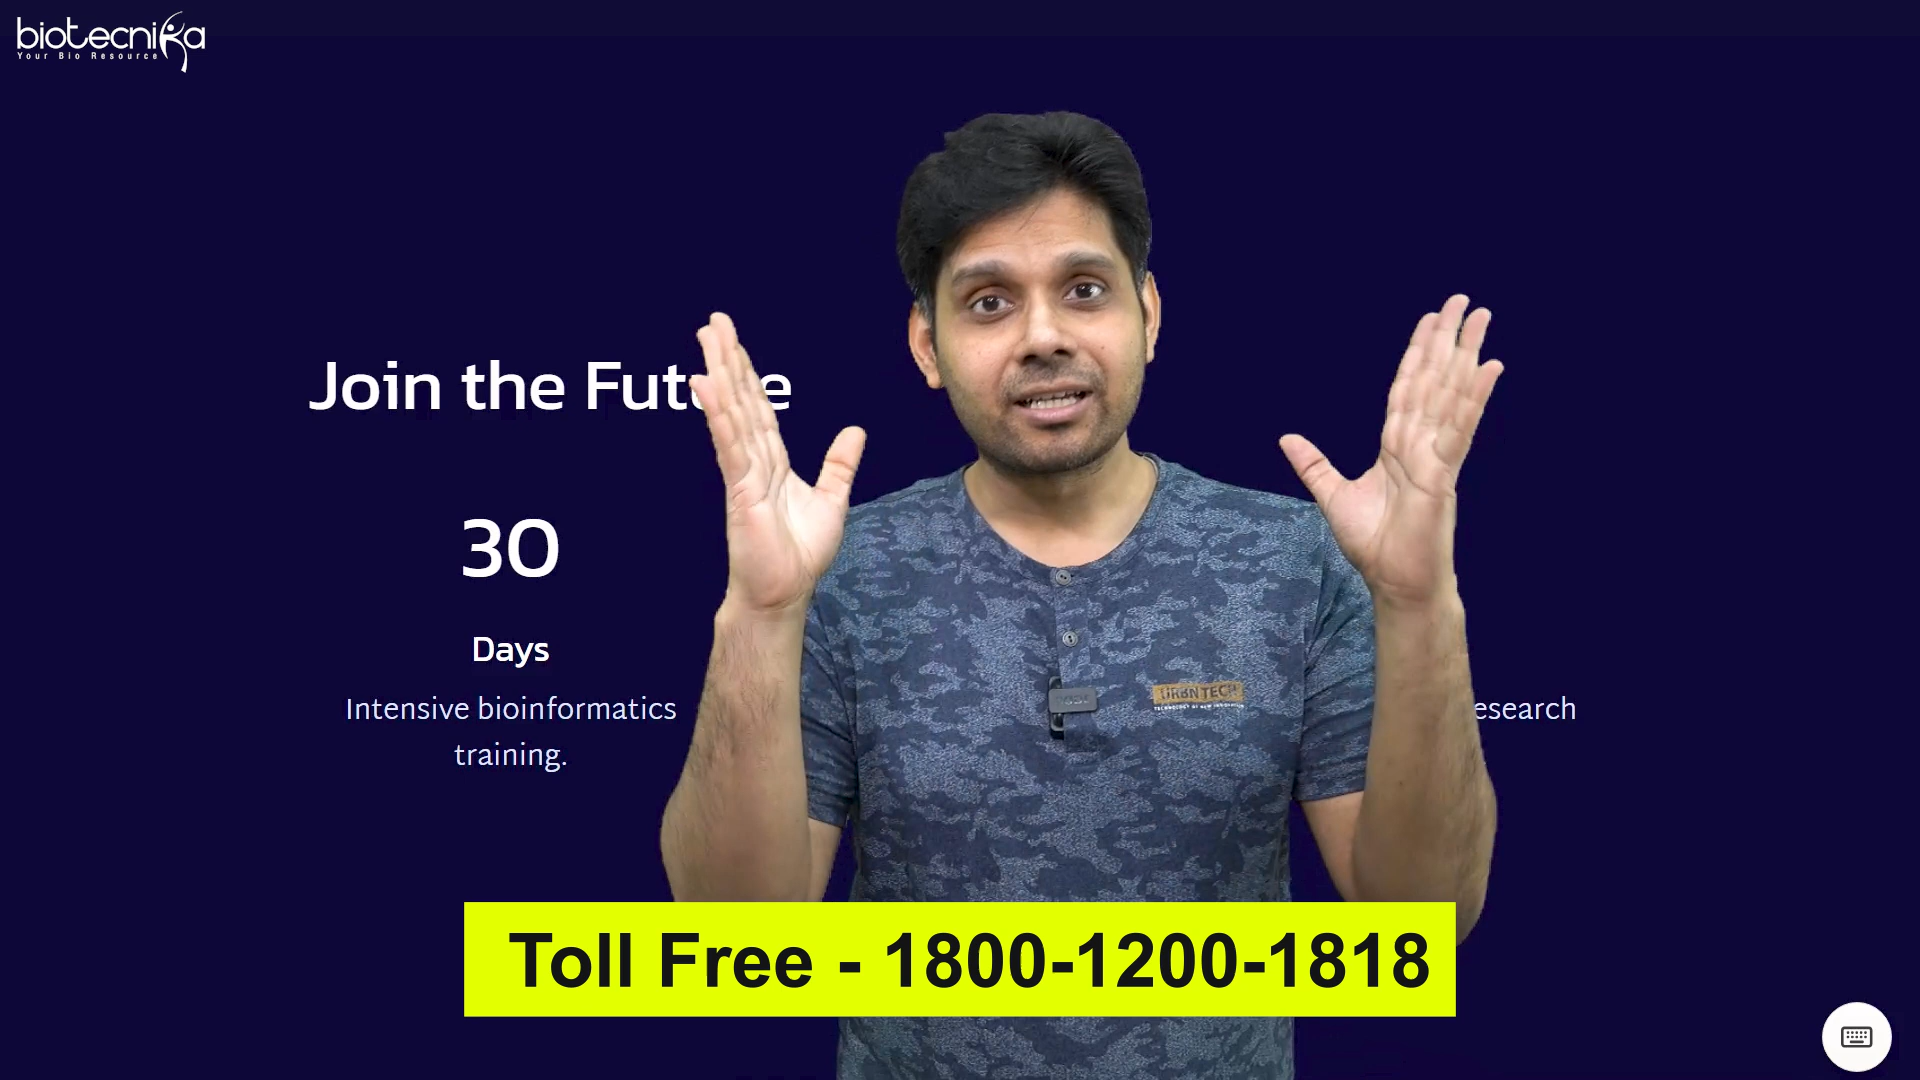 biotecnika
Your Bio Resource
Join the Fut e
30
Days
Intensive bioinformatics
training.
esearch
URBN TECH
Toll Free - 1800-1200-1818